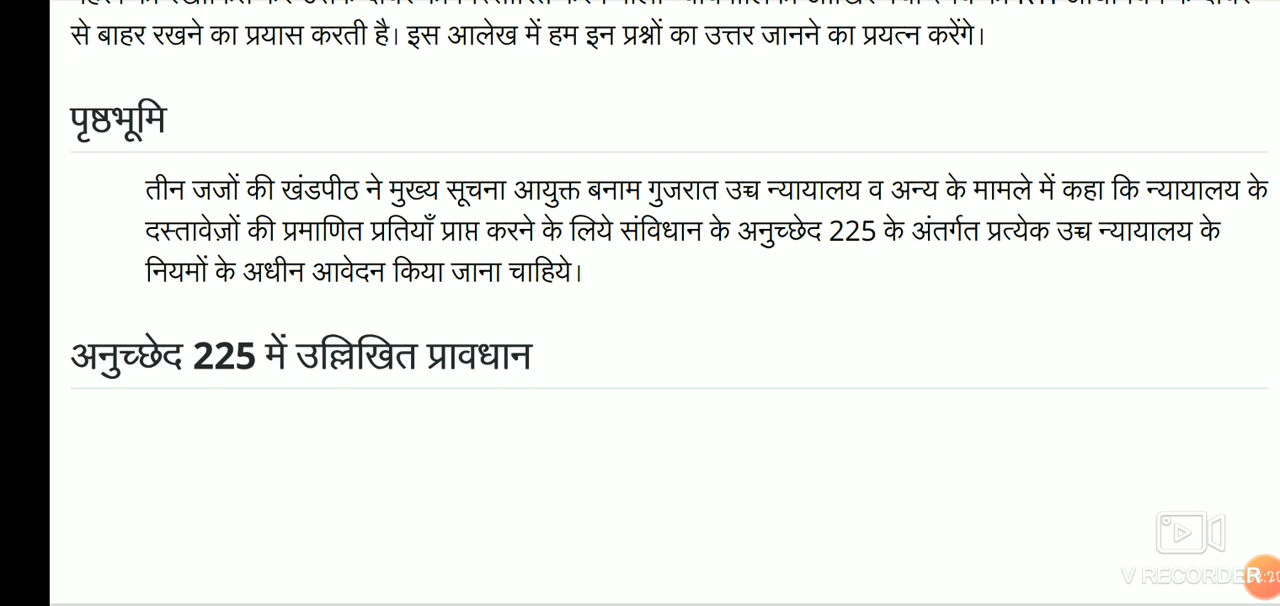 से बाहर रखने का प्रयास करती है। इस आलेख में हम इन प्रश्नों का उत्तर जानने का प्रयत्न करेंगे।
पृष्ठभूमि
तीन जजों की खंडपीठ ने मुख्य सूचना आयुक्त बनाम गुजरात उच्च न्यायालय व अन्य के मामले में कहा कि न्यायालय के
दस्तावेज़ों की प्रमाणित प्रतियाँ प्राप्त करने के लिये संविधान के अनुच्छेद 225 के अंतर्गत प्रत्येक उच्च न्यायालय के
नियमों के अधीन आवेदन किया जाना चाहिये।
अनुच्छेद 225 में उल्लिखित प्रावधान
V RECORDER